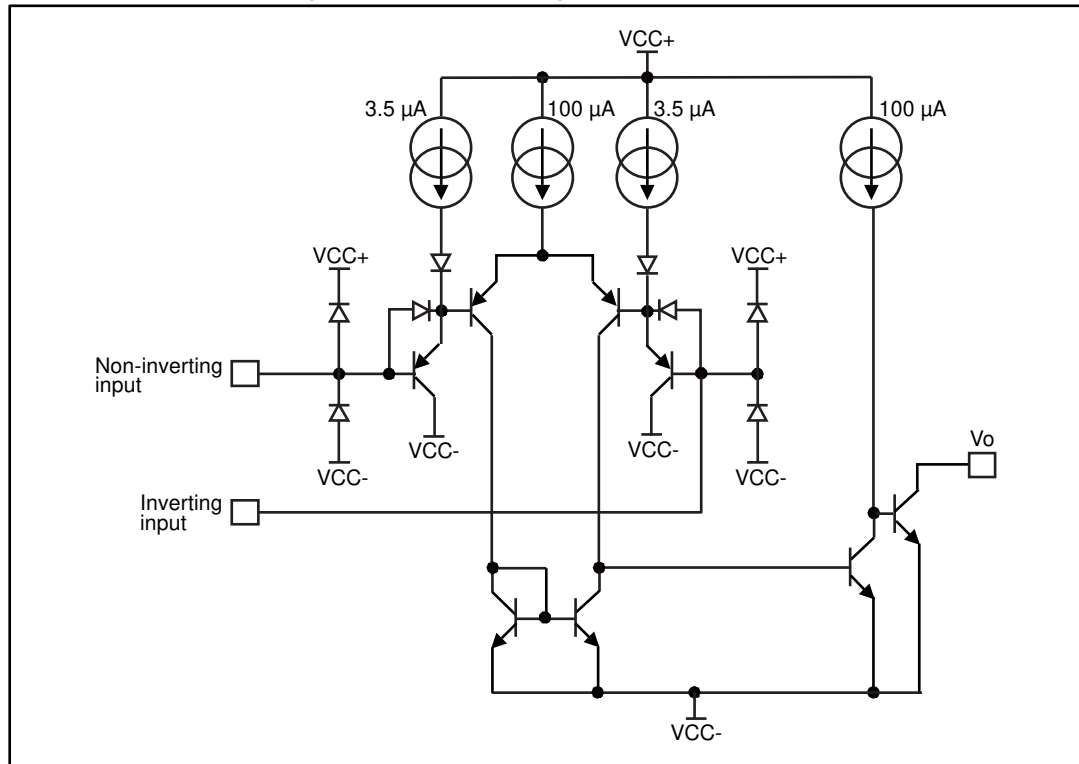 VCC+
3.5 µA
100 µA
3.5 µA
100 µA
VCC+
VCC+
Non-inverting
input
VCC-
VCC-
VCC-
VCC-
Vo
Inverting
input
VCC-